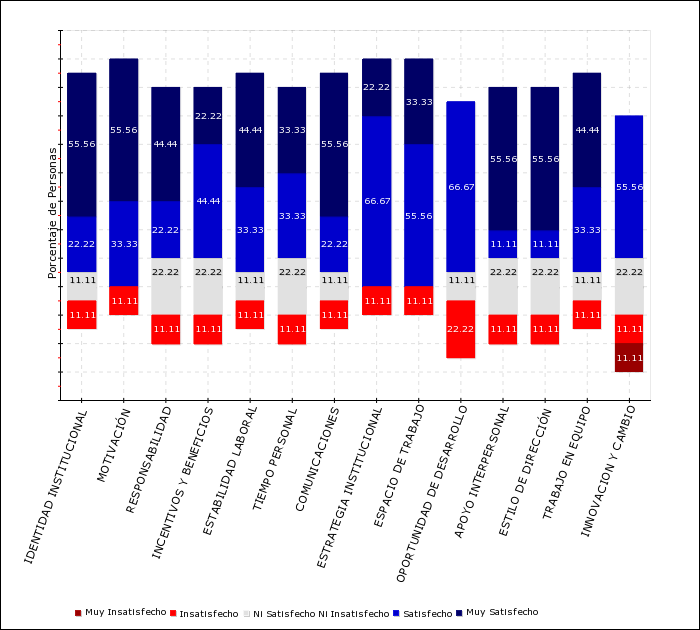 Porcentaje de Personas
55.56 55.56 44.44 22.22 44.44 33.33 55.56 22.22 33.33 66.67 55.56 55.56 44.44 55.56
22.22 33.33 22.22 44.44 33.33 33.33 22.22 66.67 55.56 11.11 11.11 11.11 33.33 22.22
11.11 11.11 22.22 22.22 11.11 22.22 11.11 11.11 11.11 22.22 22.22 22.22 11.11 11.11
11.11 11.11 11.11 11.11 11.11 11.11 11.11 11.11 11.11 11.11
IDENTIDAD INSTITUCIONAL
MOTIVACIÓN
RESPONSABILIDAD
INCENTIVOS Y BENEFICIOS
ESTABILIDAD LABORAL
TIEMPO PERSONAL
COMUNICACIONES
ESTRATEGIA INSTITUCIONAL
ESPACIO DE TRABAJO
OPORTUNIDAD DE DESARROLLO
APOYO INTERPERSONAL
ESTILO DE DIRECCIÓN
TRABAJO EN EQUIPO
INNOVACION Y CAMBIO
Muy Insatisfecho Insatisfecho Ni Satisfecho Ni Insatisfecho Satisfecho Muy Satisfecho